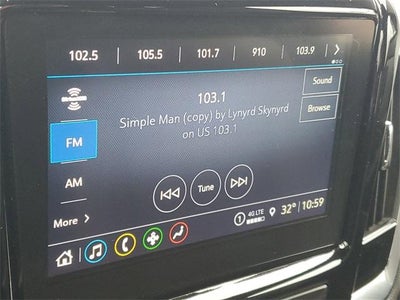 102.5 105.5 101.7 910 103.9
103.1
Sound
Simple Man (copy) by Lynyrd Skynyrd
on US 103.1
Browse
FM
AM
Tune
More
1 4G LTE 32° 10:59